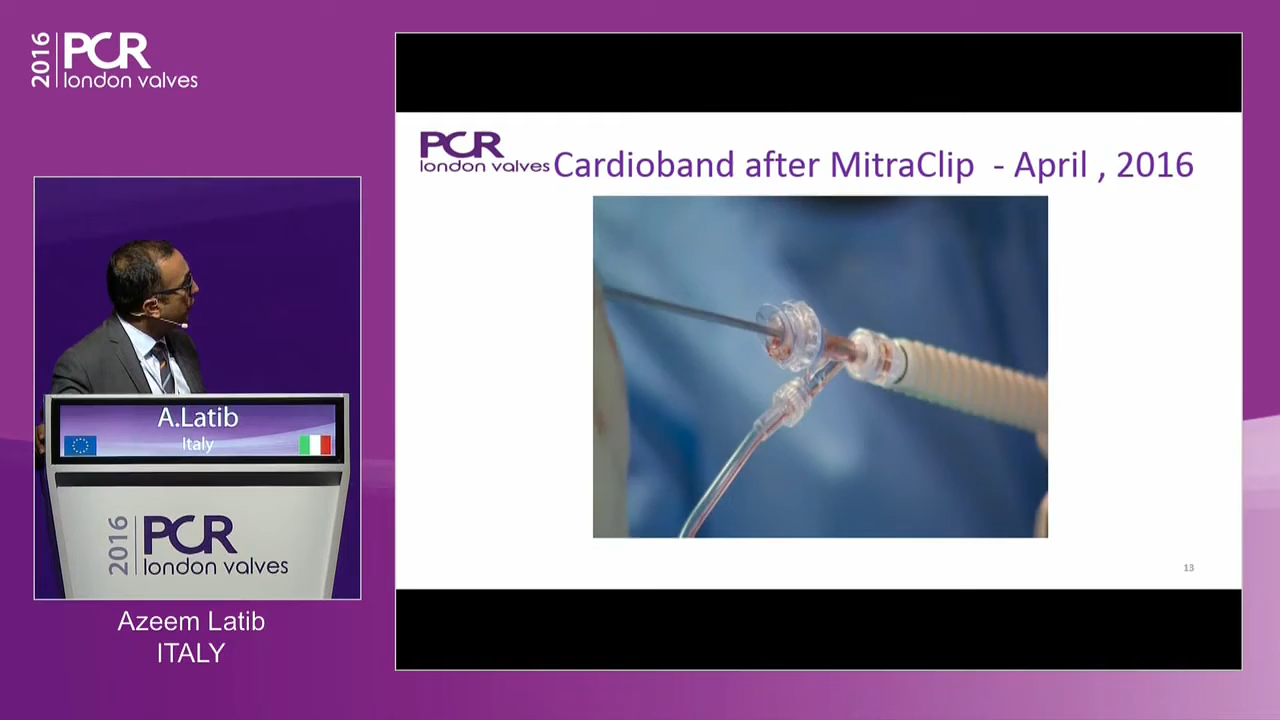 2016
PCR
london valves
PCR
london valves
Cardioband after MitraClip - April , 2016
13
A.Latib
Italy
2016
PCR
london valves
Azeem Latib
ITALY